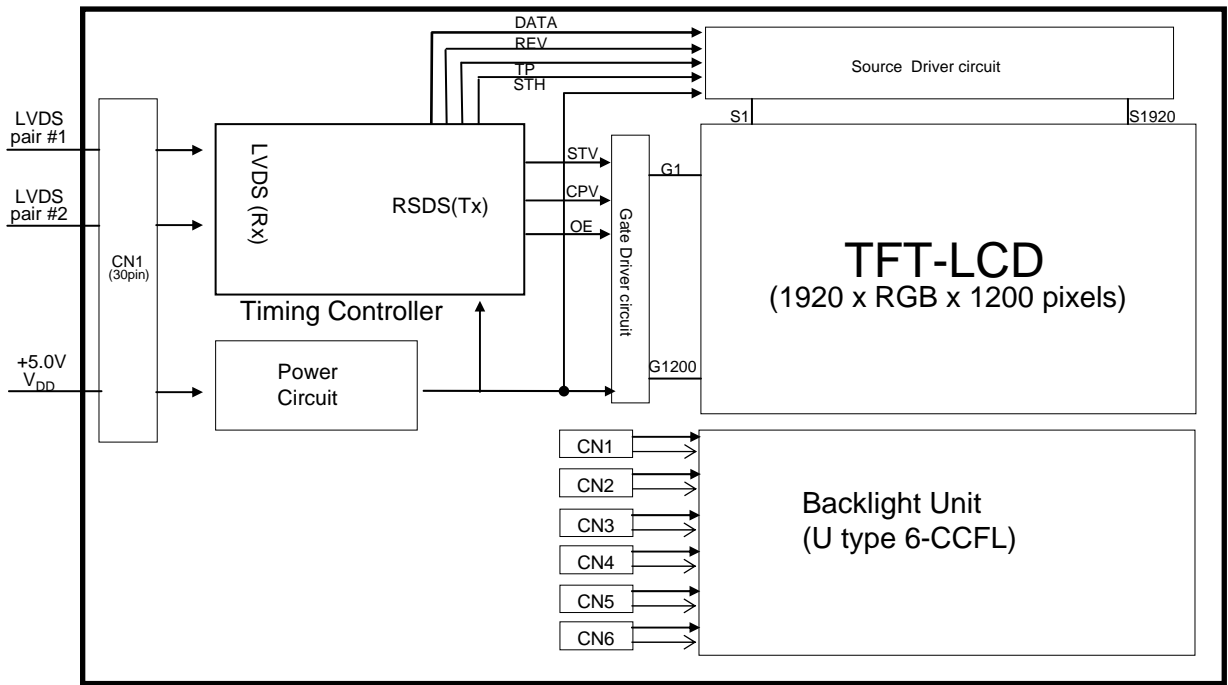 DATA
REV
TP
STH
Source Driver circuit
S1
S1920
LVDS
pair #1
LVDS
pair #2
CN1
(30pin)
+5.0V
VDD
LVDS (Rx)
RSDS(Tx)
Timing Controller
STV
CPV
OE
Gate Driver circuit
G1
G1200
TFT-LCD
(1920 x RGB x 1200 pixels)
Power
Circuit
CN1
CN2
CN3
CN4
CN5
CN6
Backlight Unit
(U type 6-CCFL)